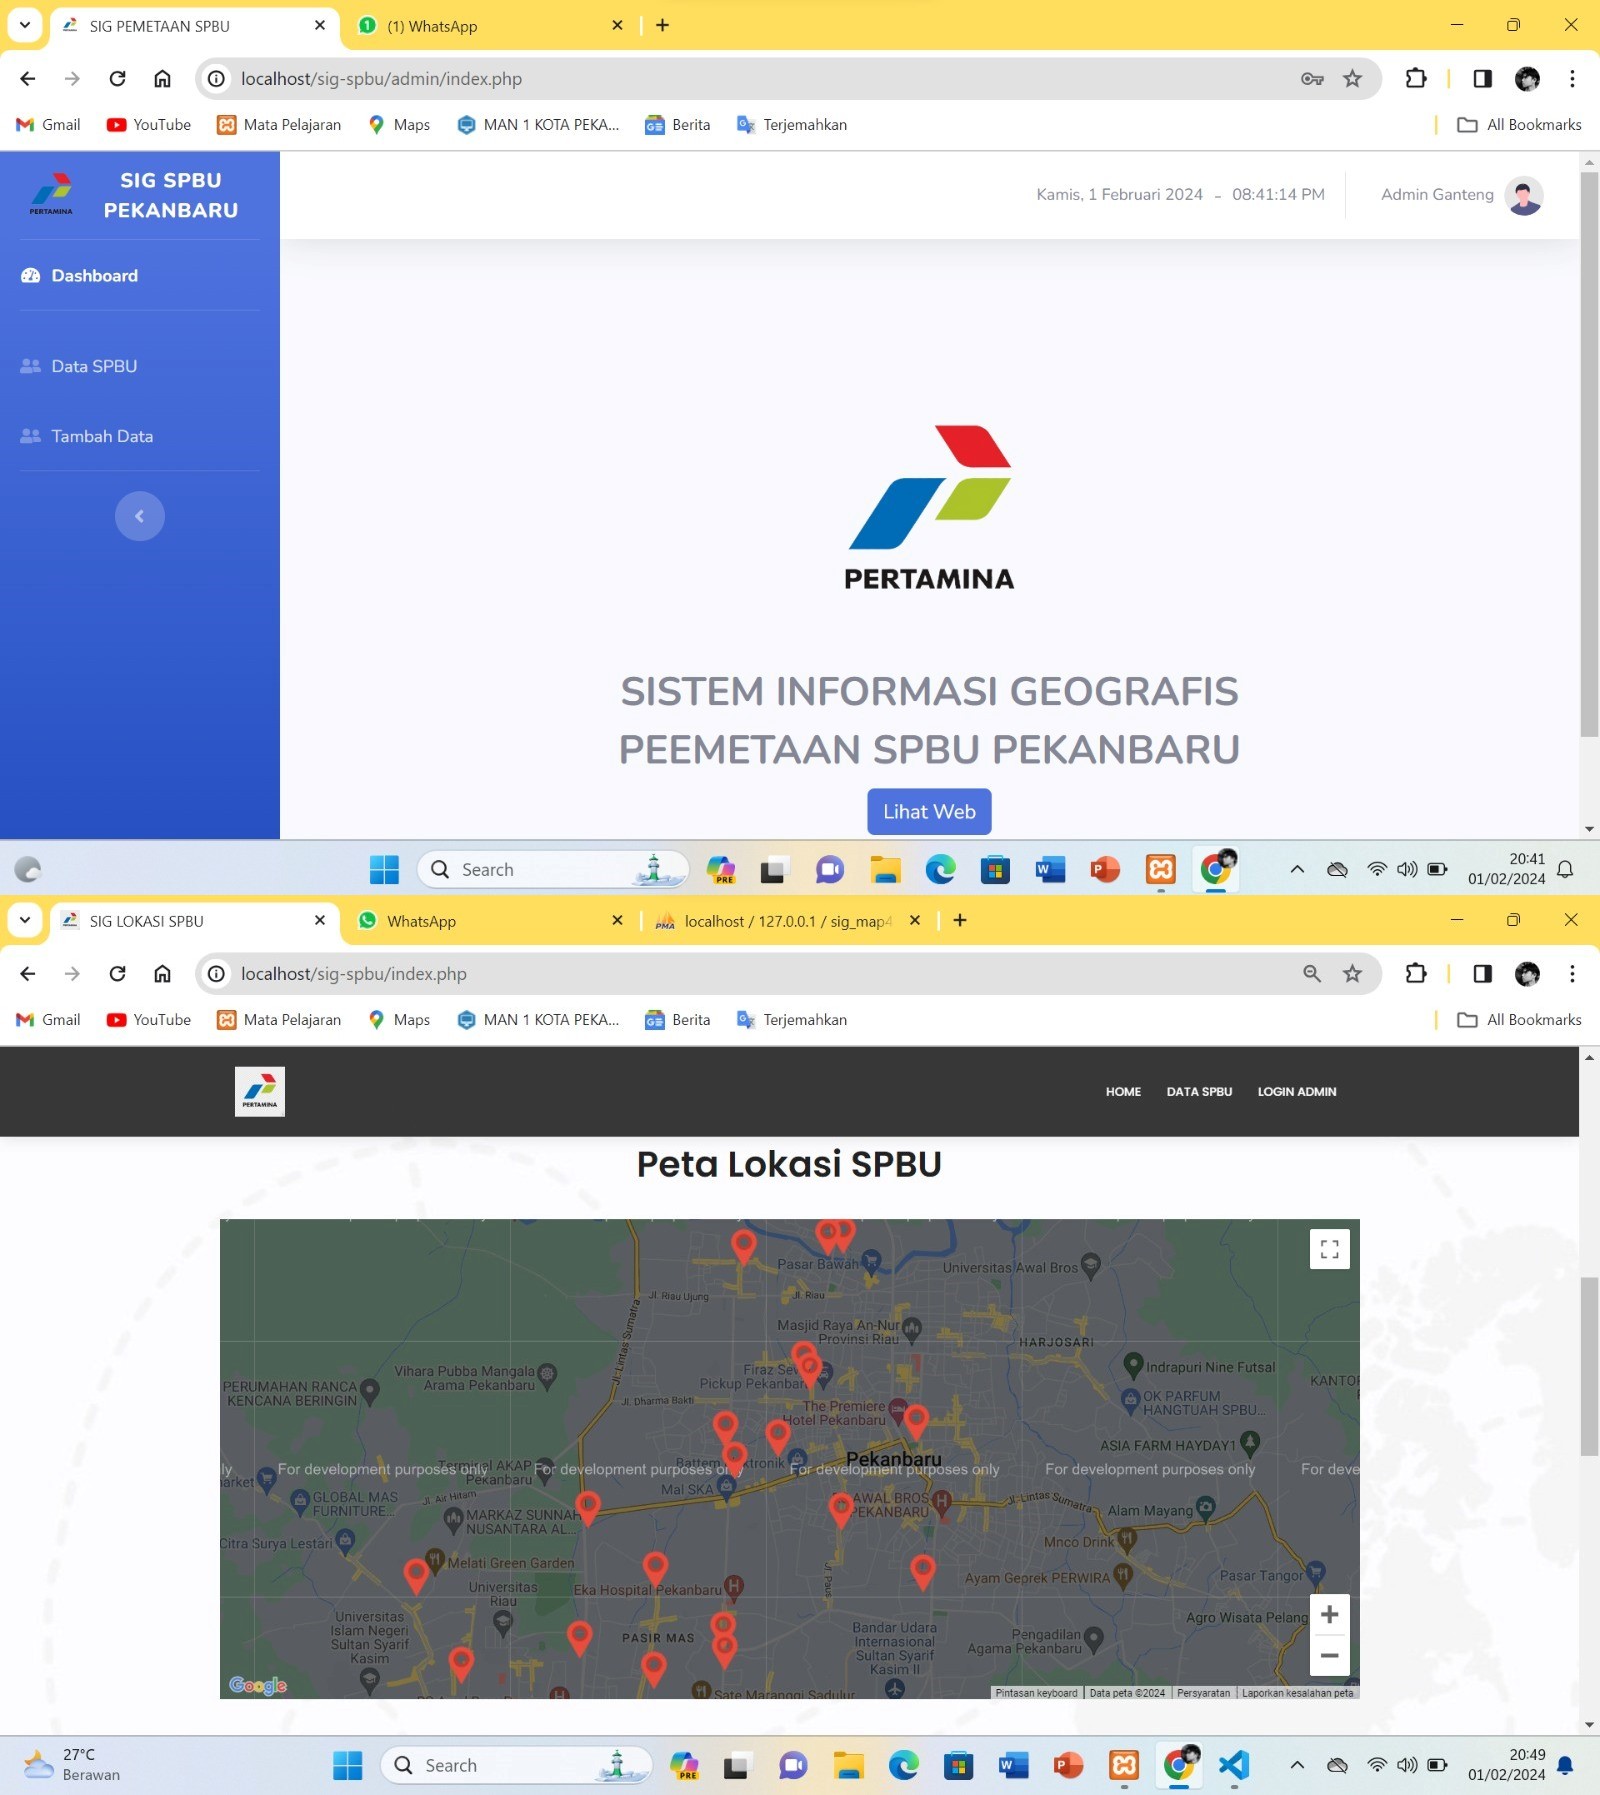 SIG PEMETAAN SPBU
(1) WhatsApp
localhost/sig-spbu/admin/index.php
Gmail
YouTube
Mata Pelajaran
Maps
MAN 1 KOTA PEKA...
Berita
Terjemahkan
All Bookmarks
PERTAMINA
SIG SPBU
PEKANBARU
Kamis, 1 Februari 2024 - 08:41:14 PM
Admin Ganteng
Dashboard
Data SPBU
Tambah Data
PERTAMINA
SISTEM INFORMASI GEOGRAFIS
PEEMETAAN SPBU PEKANBARU
Lihat Web
Search
PRE
20:41
01/02/2024
SIG LOKASI SPBU
WhatsApp
PMA
localhost / 127.0.0.1 / sig_map4
localhost/sig-spbu/index.php
Gmail
YouTube
Mata Pelajaran
Maps
MAN 1 KOTA PEKA...
Berita
Terjemahkan
All Bookmarks
PERTAMINA
HOME
DATA SPBU
LOGIN ADMIN
Peta Lokasi SPBU
Pasar Bawah
Universitas Awal Bros
Jl. Riau Ujung
Jl. Riau
Jl. Lintas Sumatra
Masjid Raya An-Nur
Provinsi Riau
HARJOSARI
Vihara Pubba Mangala
Arama Pekanbaru
Firaz Se
Pickup Pekanbar
Indrapuri Nine Futsal
PERUMAHAN RANCA
KENCANA BERINGIN
KANTO
Jl. Dharma Bakti
The Premiere
Hotel Pekanbaru
OK PARFUM
HANGTUAH SPBU...
ASIA FARM HAYDAY1
Pekanbaru
ly
For development purposes only
For development purposes only
For development purposes only
For development purposes only
For deve
Terminal AKAP
Pekanbaru
Mal SKA
arket
GLOBAL MAS
FURNITURE...
Jl. Air Hitam
MARKAZ SUNNAH
NUSANTARA AL...
AWAL BROS
PEKANBARU
Jl. Lintas Sumatra
Alam Mayang
Citra Surya Lestari
Mnco Drink
Melati Green Garden
Universitas
Riau
Eka Hospital Pekanbaru
Jl. Paus
Ayam Geprek PERWIRA
Pasar Tangor
Universitas
Islam Negeri
Sultan Syarif
Kasim
PASIR MAS
Bandar Udara
Internasional
Sultan Syarif
Kasim II
Pengadilan
Agama Pekanbaru
Agro Wisata Pelang
Sate Maranggi Sadulur
Google
Pintasan keyboard
Data peta ©2024
Persyaratan
Laporkan kesalahan peta
27°C
Berawan
Search
PRE
20:49
01/02/2024